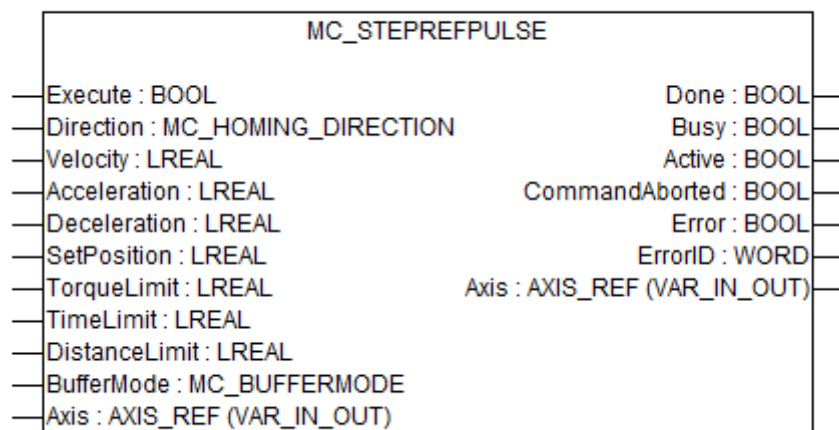 MC_STEPREFPULSE
Execute : BOOL Done : BOOL
Direction : MC_HOMING_DIRECTION Busy : BOOL
Velocity : LREAL Active : BOOL
Acceleration : LREAL CommandAborted : BOOL
Deceleration : LREAL Error : BOOL
SetPosition : LREAL ErrorID : WORD
TorqueLimit : LREAL Axis : AXIS_REF (VAR_IN_OUT)
TimeLimit : LREAL
DistanceLimit : LREAL
BufferMode : MC_BUFFERMODE
Axis : AXIS_REF (VAR_IN_OUT)